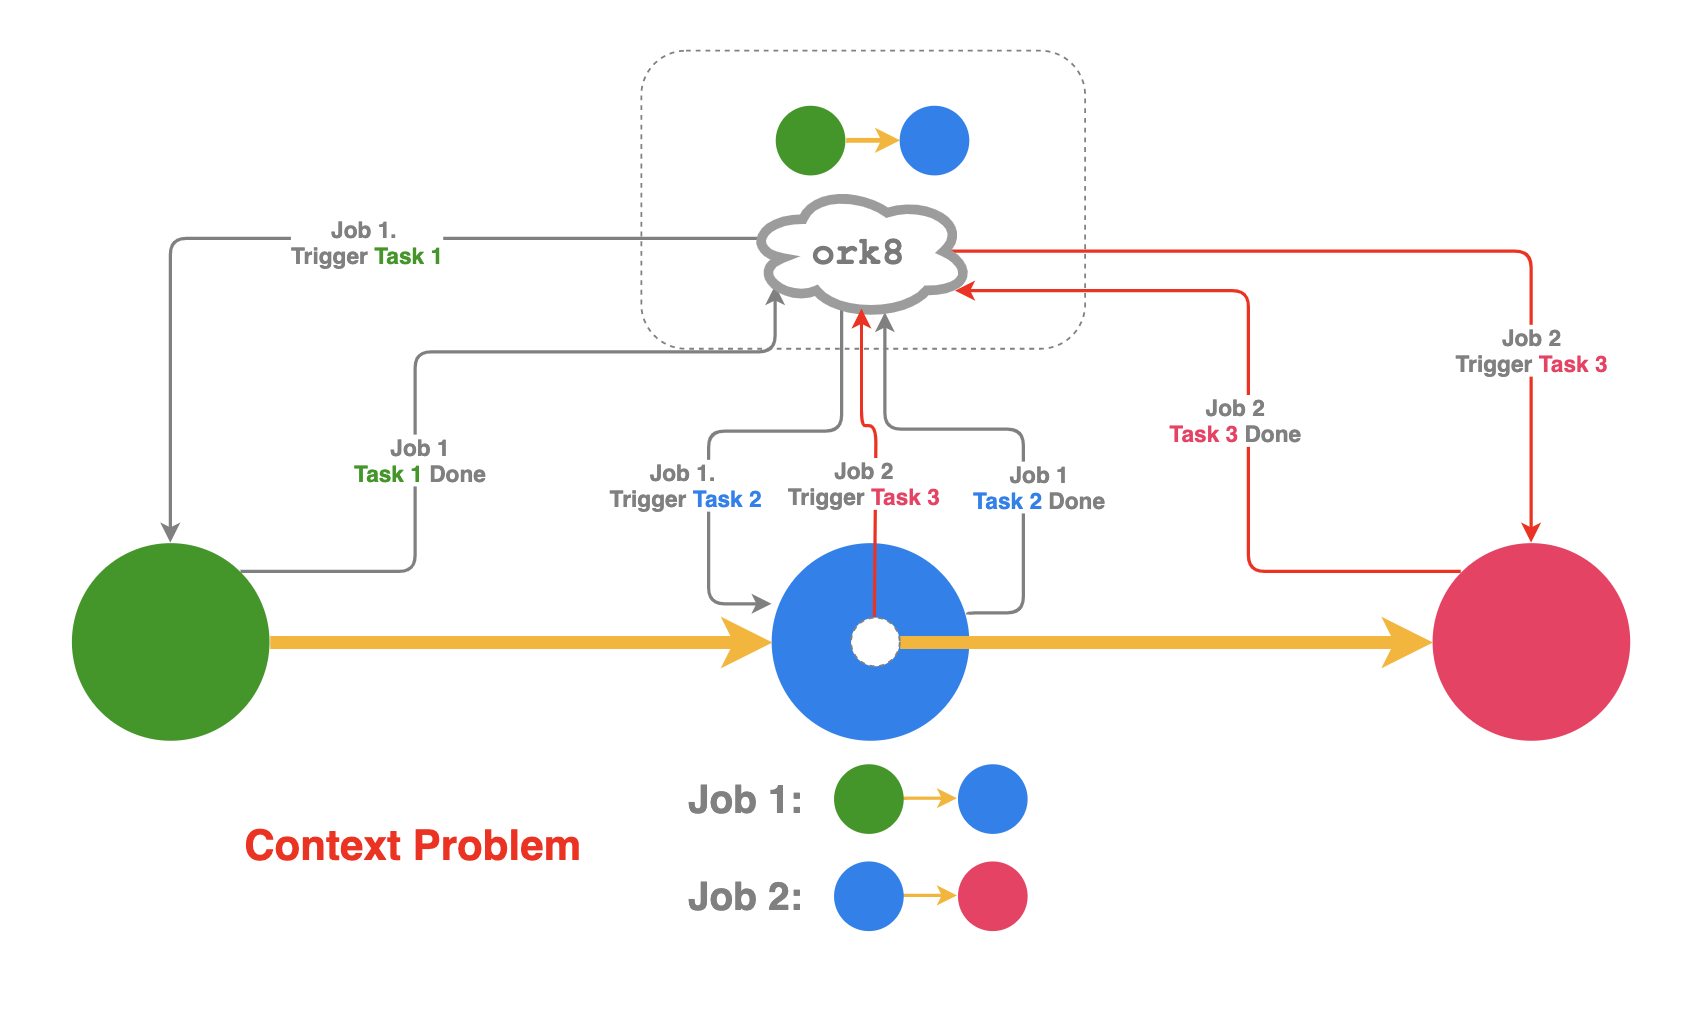 ork8
Job 1.
Trigger Task 1
Job 2
Trigger Task 3
Job 2
Task 3 Done
Job 1
Task 1 Done
Job 1.
Trigger Task 2
Job 2
Trigger Task 3
Job 1
Task 2 Done
Job 1:
Context Problem
Job 2: